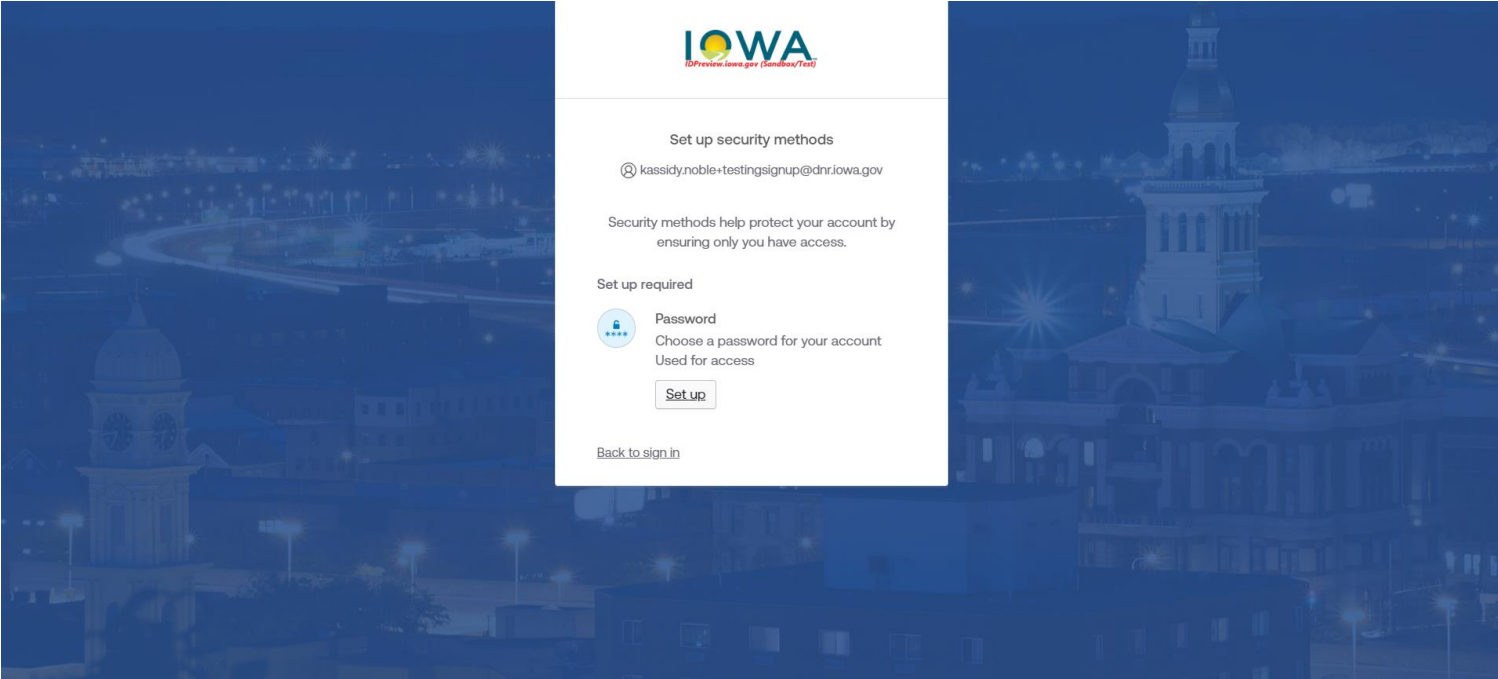 IOWA
IDPreview.iowa.gov (Sandbox/Test)
Set up security methods
kassidy.noble+testingsignup@dnr.iowa.gov
Security methods help protect your account by
ensuring only you have access.
Set up required
****
Password
Choose a password for your account
Used for access
Set up
Back to sign in